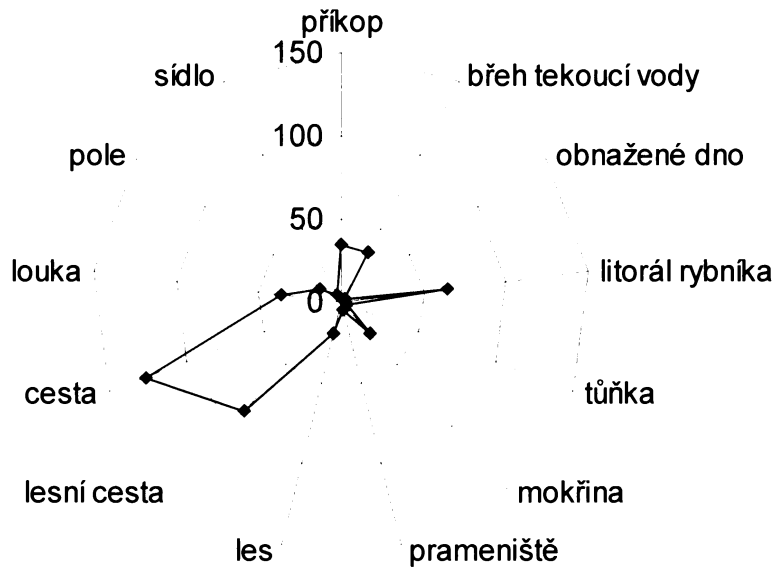 příkop
150
sídlo
břeh tekoucí vody
100
pole
obnažené dno
50
louka
litorál rybníka
0
cesta
tůňka
lesní cesta
mokřina
les
prameniště